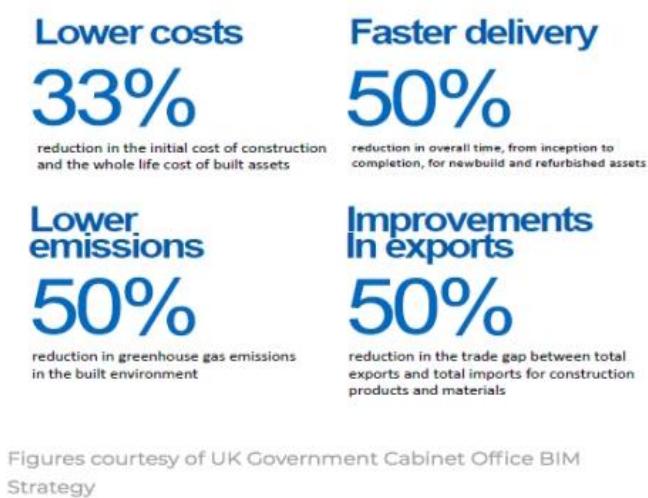 Lower costs
33%
reduction in the initial cost of construction
and the whole life cost of built assets
Faster delivery
50%
reduction in overall time, from inception to
completion, for newbuild and refurbished assets
Lower
emissions
50%
reduction in greenhouse gas emissions
in the built environment
Improvements
In exports
50%
reduction in the trade gap between total
exports and total imports for construction
products and materials
Figures courtesy of UK Government Cabinet Office BIM
Strategy